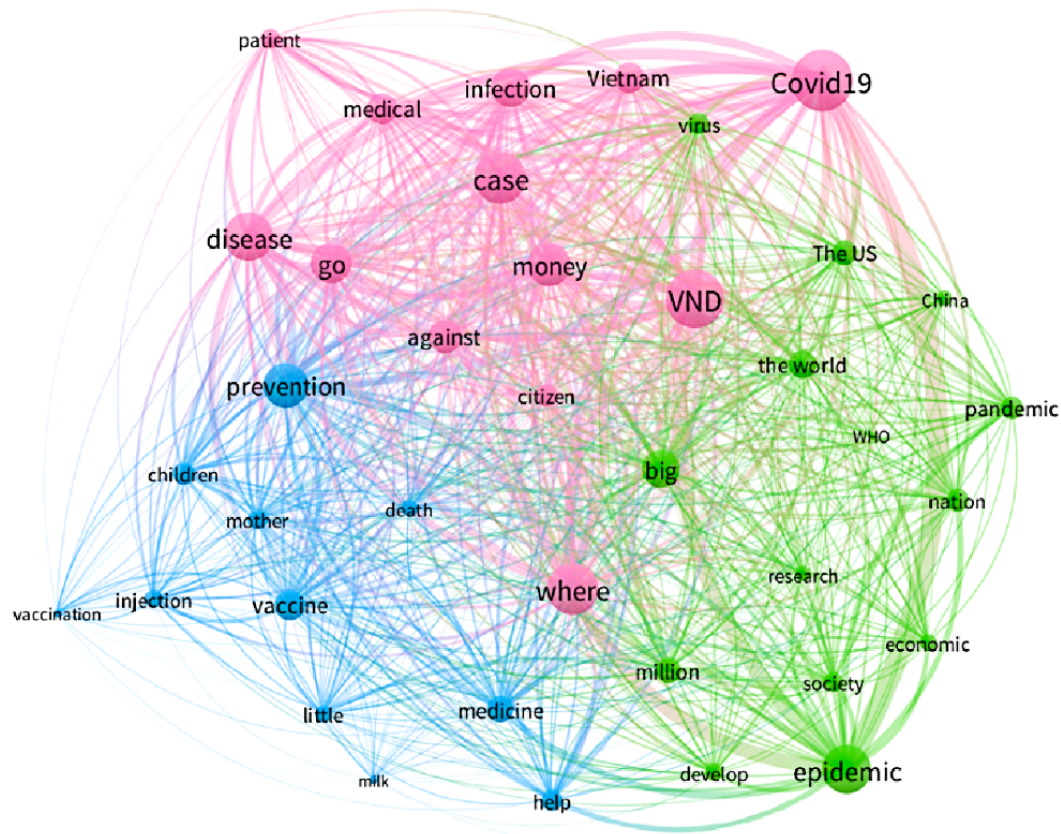 patient
Covid19
Vietnam
infection
medical
virus
case
disease
The US
go
money
VND
China
against
the world
prevention
citizen
pandemic
WHO
big
children
nation
death
mother
research
where
injection
vaccine
vaccination
economic
million
society
medicine
little
epidemic
develop
milk
help